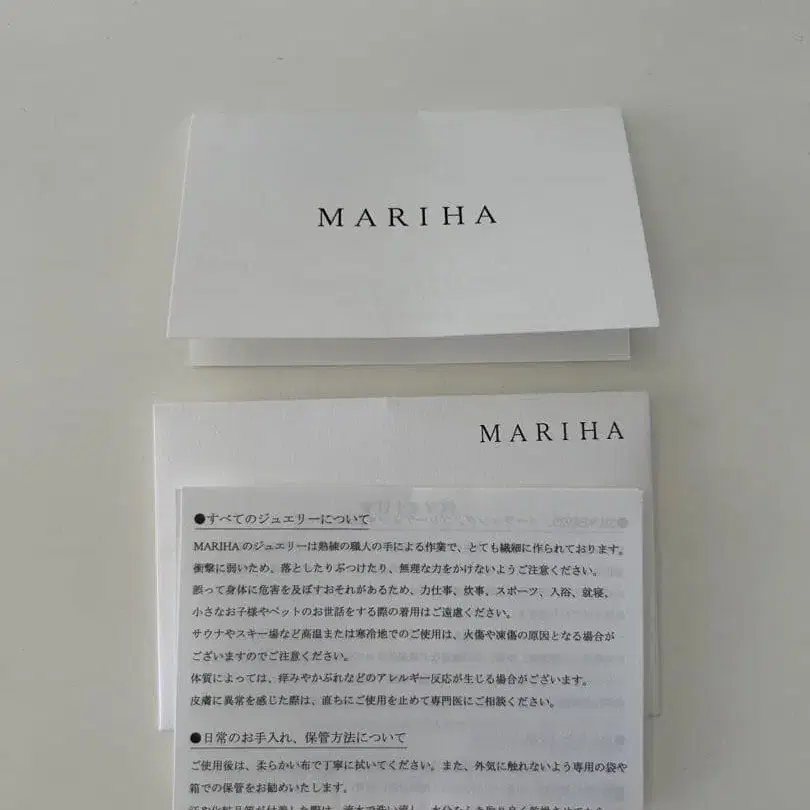 MARIHA
MARIHA
●すべてのジュエリーについて
MARIHAのジュエリーは熟練の職人の手による作業で、とても繊細に作られております。
衝撃に弱いため、落としたりぶつけたり、無理な力をかけないようご注意ください。
誤って身体に危害を及ぼすおそれがあるため、力仕事、炊事、スポーツ、入浴、就寝、
小さなお子様やペットのお世話をする際の着用はご遠慮ください。
サウナやスキー場など高温または寒冷地でのご使用は、火傷や凍傷の原因となる場合が
ございますのでご注意ください。
体質によっては、痒みやかぶれなどのアレルギー反応が生じる場合がございます。
皮膚に異常を感じた際は、直ちにご使用を止めて専門医にご相談ください。
●日常のお手入れ、保管方法について
ご使用後は、柔らかい布で丁寧に拭いてください。また、外気に触れないよう専用の袋や
箱での保管をお勧めいたします。